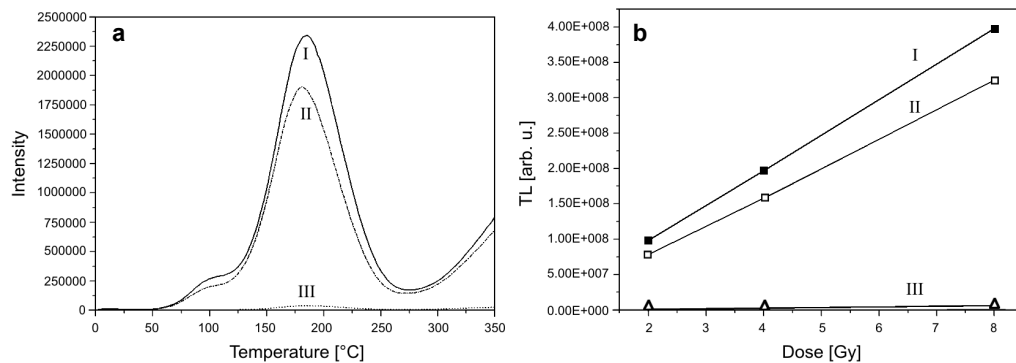 a
2500000
2250000
2000000
1750000
1500000
1250000
1000000
750000
500000
250000
0
Intensity
I
II
III
0 50 100 150 200 250 300 350
Temperature [°C]
b
4.00E+008
3.50E+008
3.00E+008
2.50E+008
2.00E+008
1.50E+008
1.00E+008
5.00E+007
0.00E+000
TL [arb. u.]
I
II
III
2 3 4 5 6 7 8
Dose [Gy]